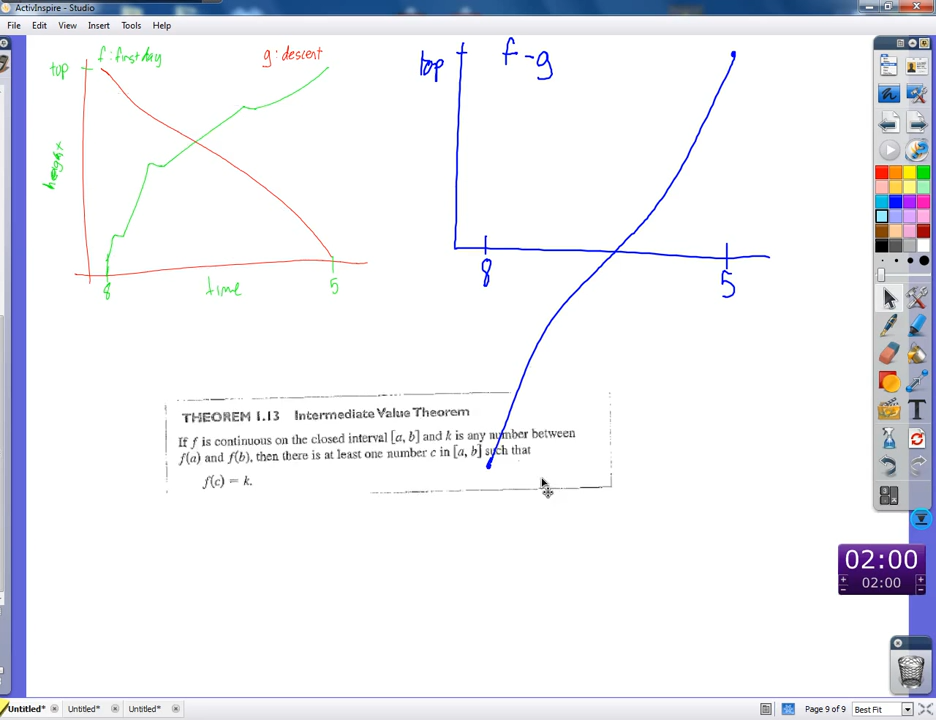 ActivInspire - Studio
File Edit View Insert Tools Help
f: first day
g: descent
top
height
8
time
5
top
f - g
8
5
THEOREM 1.13 Intermediate Value Theorem
If f is continuous on the closed interval [a, b] and k is any number between
f(a) and f(b), then there is at least one number c in [a, b] such that
f(c) = k.
02:00
02:00
Untitled* Untitled* Untitled*
Page 9 of 9 Best Fit